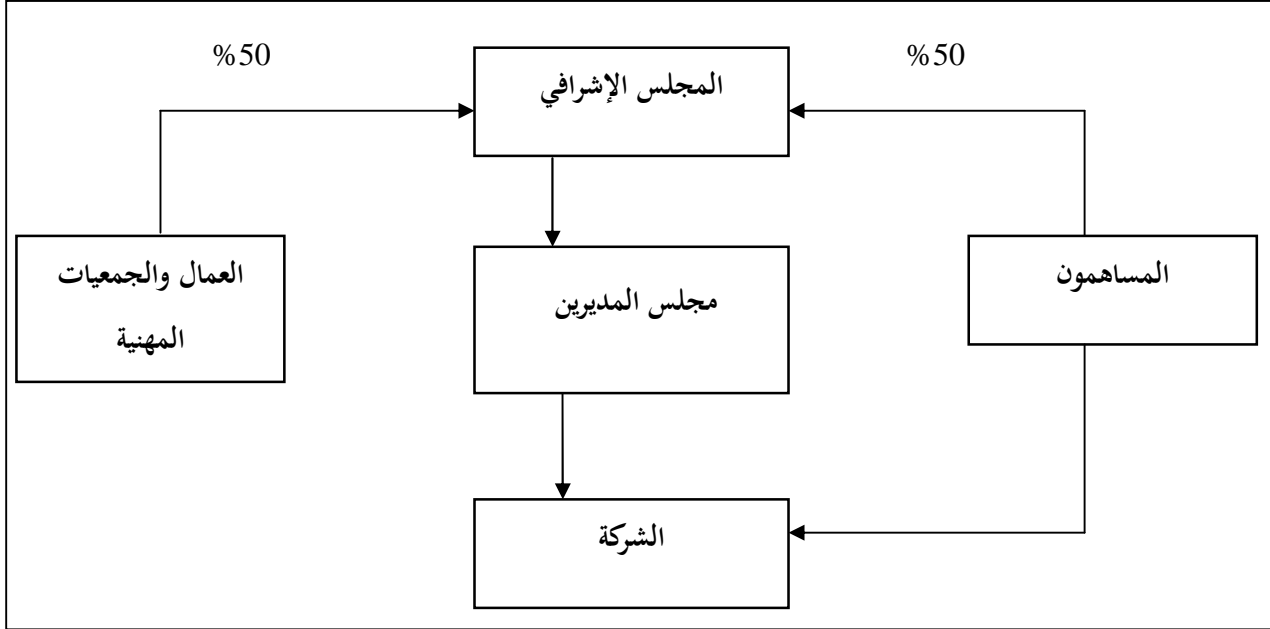 %50
%50
المجلس الإشرافي
المساهمون
مجلس المديرين
العمال والجمعيات
المهنية
الشركة